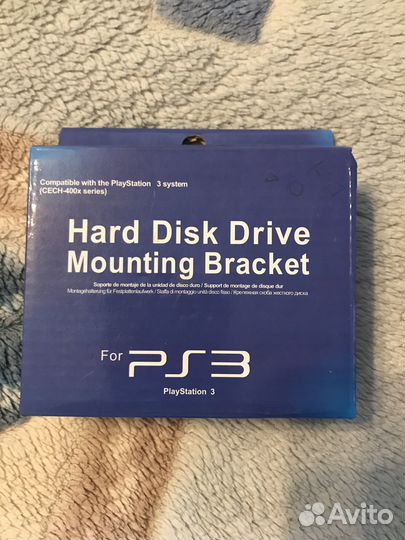 Compatible with the PlayStation 3 system
(CECH-400x series)
Hard Disk Drive
Mounting Bracket
Soporte de montaje de la unidad de disco duro / Support de montage de disque dur
Montagehalterung für Festplattenlaufwerk / Staffa di montaggio unità disco fisso / Крепежная скоба жесткого диска
For PS3
PlayStation 3
Avito